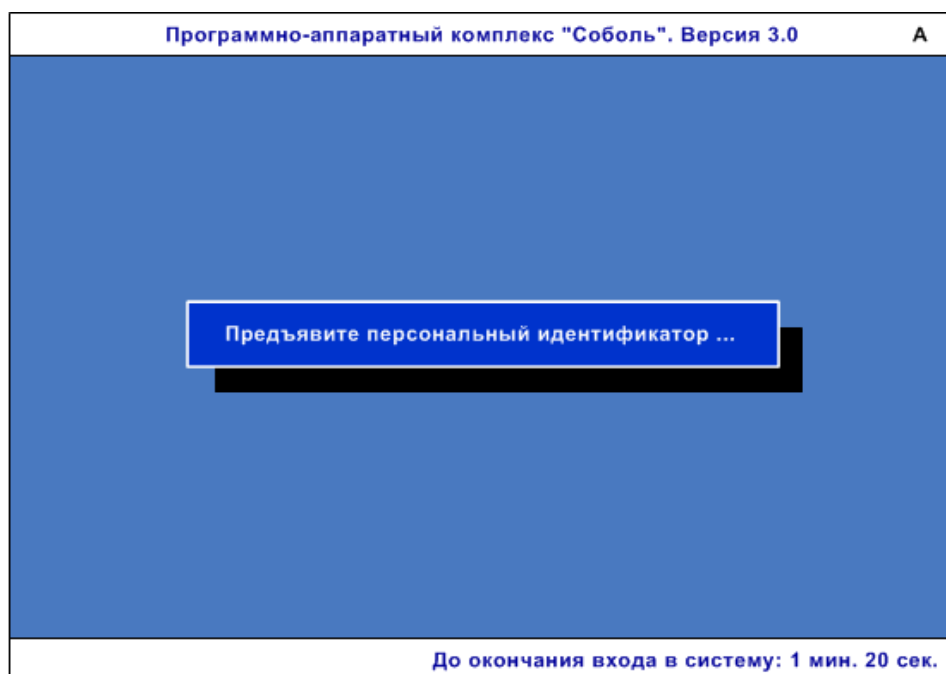 Программно-аппаратный комплекс "Соболь". Версия 3.0 A
Предъявите персональный идентификатор ...
До окончания входа в систему: 1 мин. 20 сек.